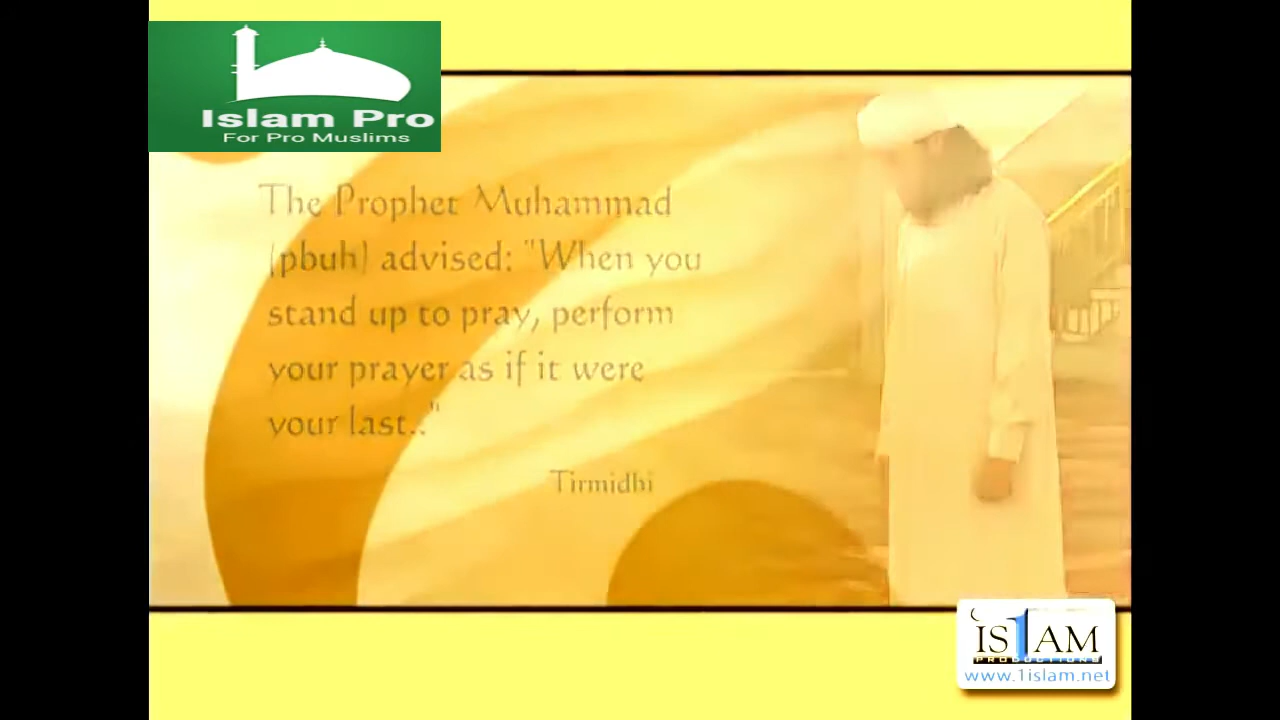 Islam Pro
For Pro Muslims
The Prophet Muhammad
(pbuh) advised: "When you
stand up to pray, perform
your prayer as if it were
your last.."
Tirmidhi
IS1AM
PRODUCTIONS
www.1islam.net